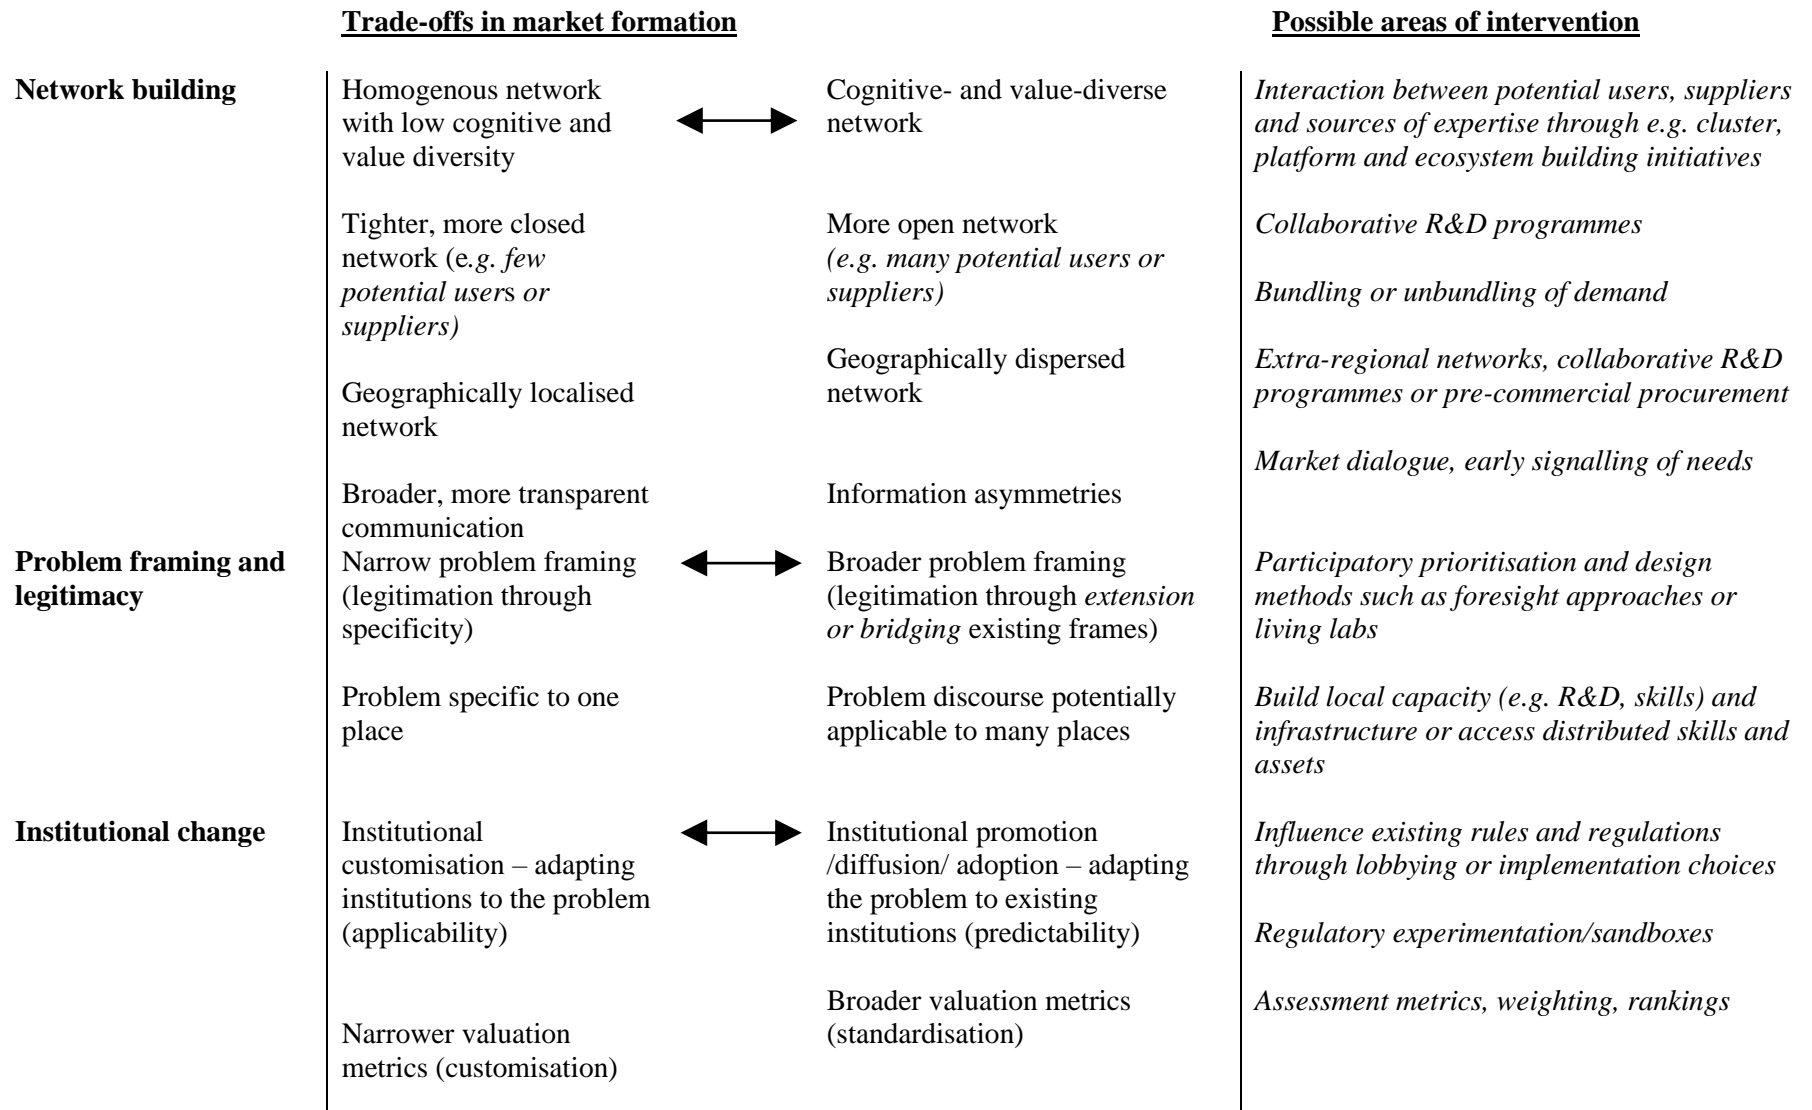 Trade-offs in market formation
Possible areas of intervention
Network building
Homogenous network
with low cognitive and
value diversity
Cognitive- and value-diverse
network
Interaction between potential users, suppliers
and sources of expertise through e.g. cluster,
platform and ecosystem building initiatives
Tighter, more closed
network (e.g. few
potential users or
suppliers)
More open network
(e.g. many potential users or
suppliers)
Collaborative R&D programmes
Bundling or unbundling of demand
Geographically localised
network
Geographically dispersed
network
Extra-regional networks, collaborative R&D
programmes or pre-commercial procurement
Market dialogue, early signalling of needs
Broader, more transparent
communication
Information asymmetries
Problem framing and
legitimacy
Narrow problem framing
(legitimation through
specificity)
Broader problem framing
(legitimation through extension
or bridging existing frames)
Participatory prioritisation and design
methods such as foresight approaches or
living labs
Problem specific to one
place
Problem discourse potentially
applicable to many places
Build local capacity (e.g. R&D, skills) and
infrastructure or access distributed skills and
assets
Institutional change
Institutional
customisation – adapting
institutions to the problem
(applicability)
Institutional promotion
/diffusion/ adoption – adapting
the problem to existing
institutions (predictability)
Influence existing rules and regulations
through lobbying or implementation choices
Regulatory experimentation/sandboxes
Narrower valuation
metrics (customisation)
Broader valuation metrics
(standardisation)
Assessment metrics, weighting, rankings